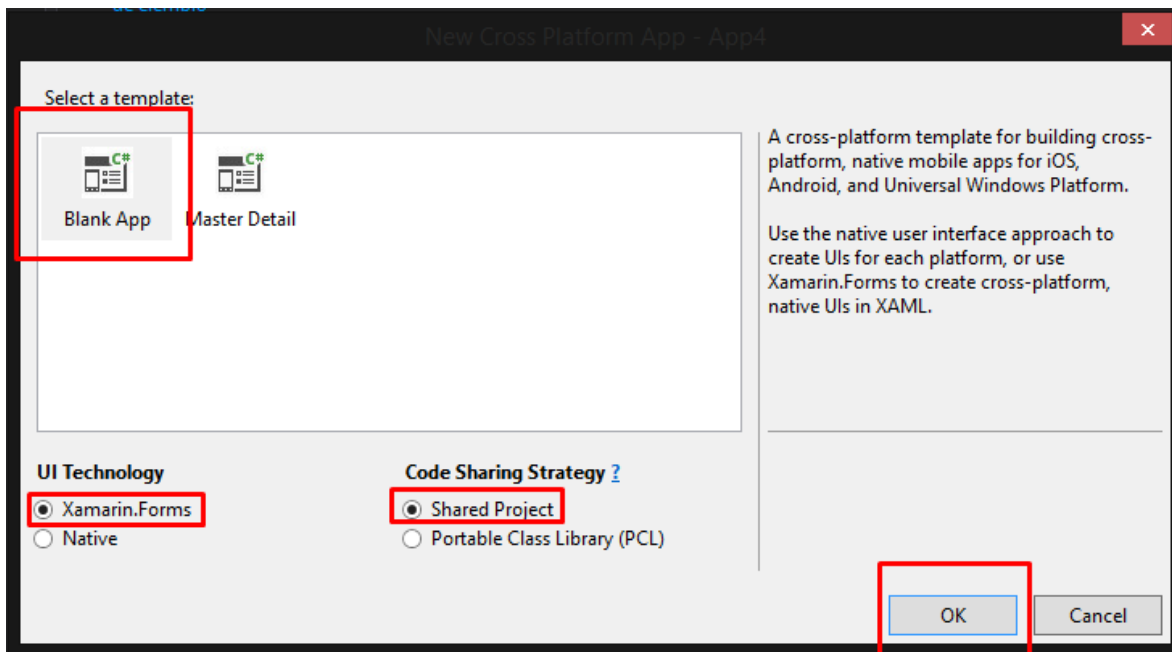 de ejemplo
New Cross Platform App - App4
Select a template:
C#
C#
Blank App
Master Detail
A cross-platform template for building cross-
platform, native mobile apps for iOS,
Android, and Universal Windows Platform.
Use the native user interface approach to
create UIs for each platform, or use
Xamarin.Forms to create cross-platform,
native UIs in XAML.
UI Technology
Code Sharing Strategy ?
Xamarin.Forms
Shared Project
Native
Portable Class Library (PCL)
OK
Cancel